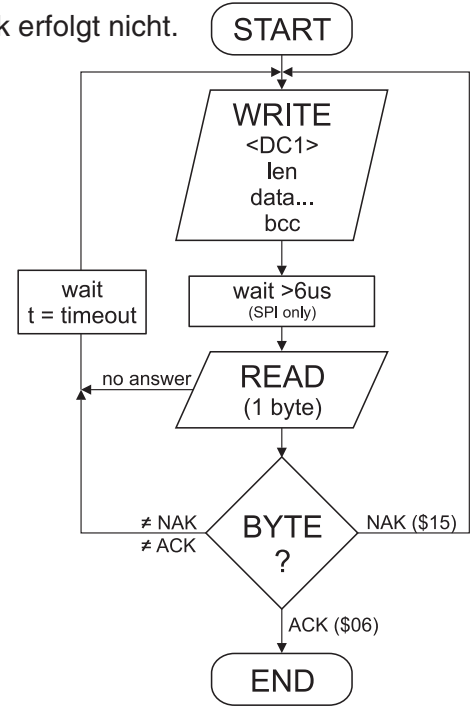 k erfolgt nicht.
START
WRITE
<DC1>
len
data...
bcc
wait
t = timeout
wait >6us
(SPI only)
no answer
READ
(1 byte)
≠ NAK
≠ ACK
BYTE
?
NAK ($15)
ACK ($06)
END